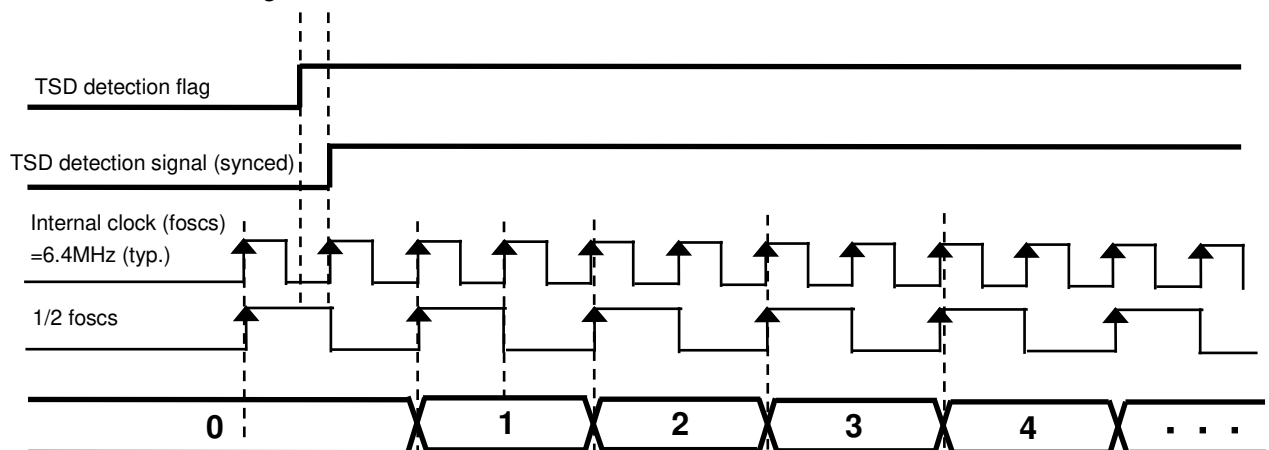 TSD detection flag
TSD detection signal (synced)
Internal clock (foscs)
=6.4MHz (typ.)
1/2 foscs
0 1 2 3 4 . . .